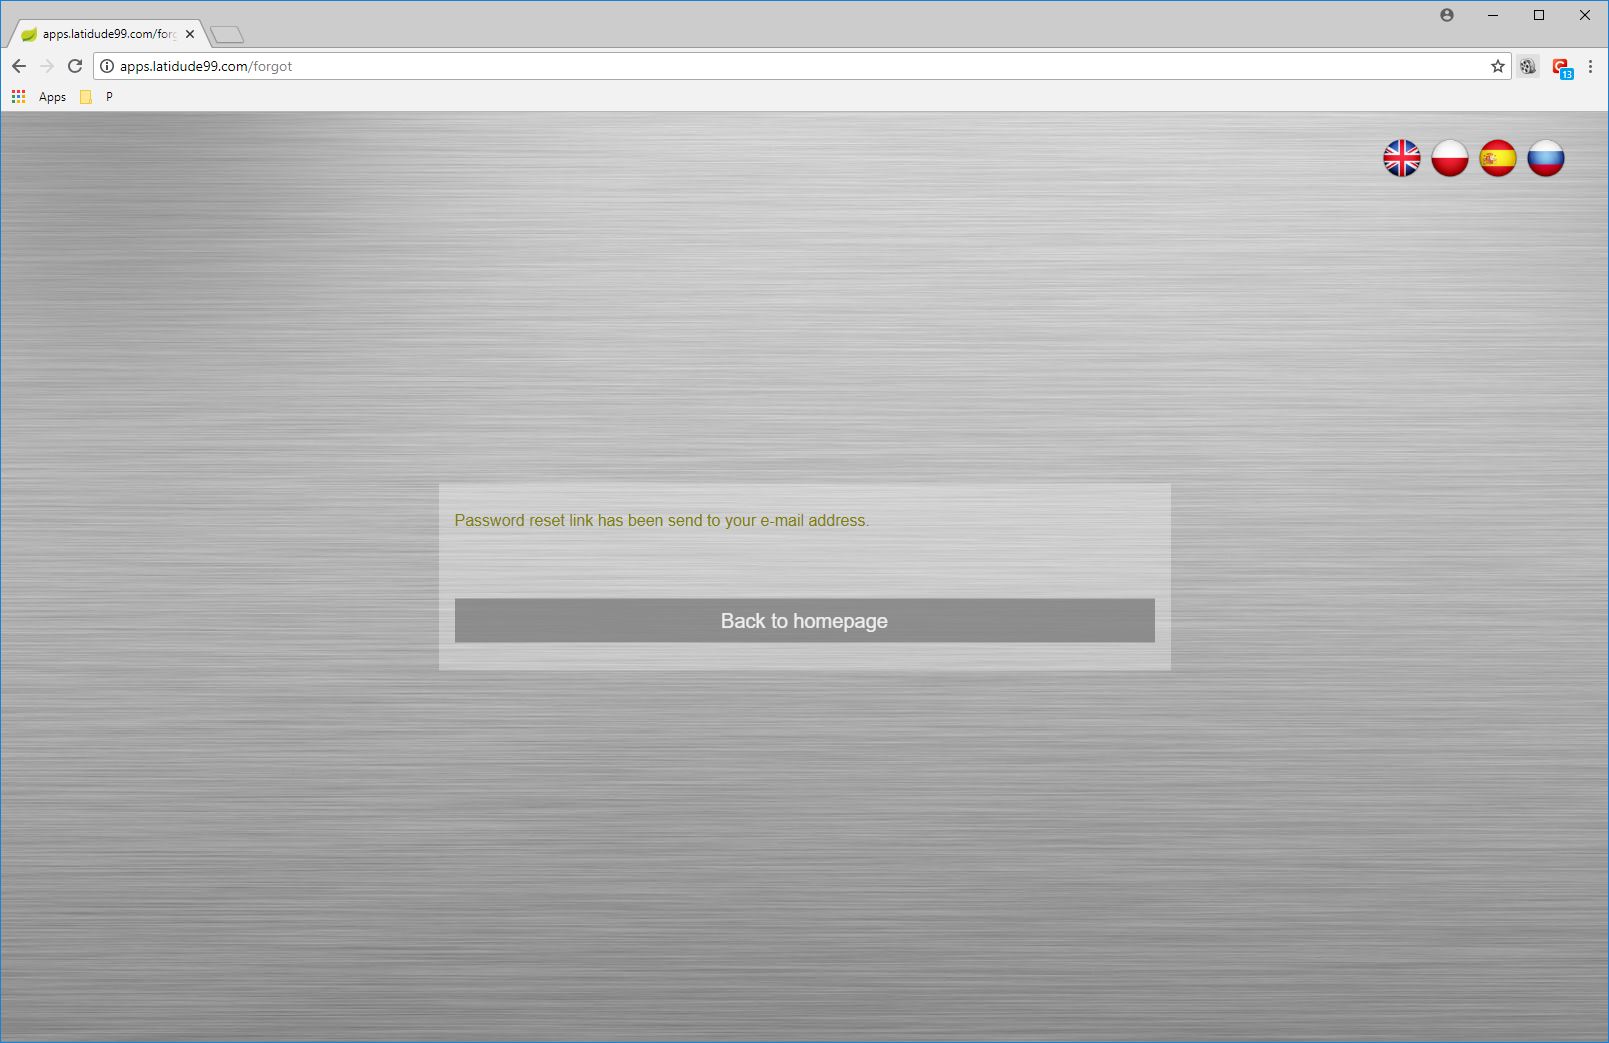 apps.latidude99.com/forg
apps.latidude99.com/forgot
13
Apps
P
Password reset link has been send to your e-mail address.
Back to homepage